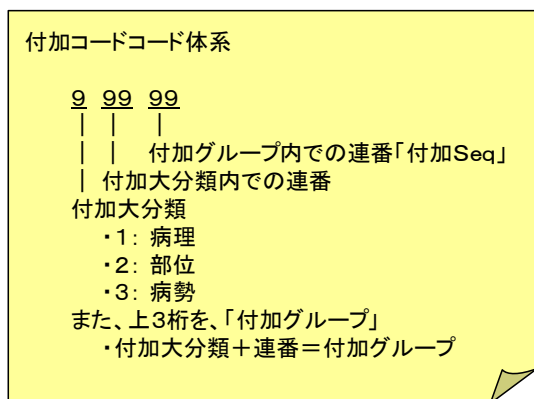 付加コードコード体系
９ ９９ ９９
｜ ｜ ｜
｜ ｜ 付加グループ内での連番「付加Ｓｅｑ」
｜ 付加大分類内での連番
付加大分類
・１： 病理
・２： 部位
・３： 病勢
また、上３桁を、「付加グループ」
・付加大分類＋連番＝付加グループ